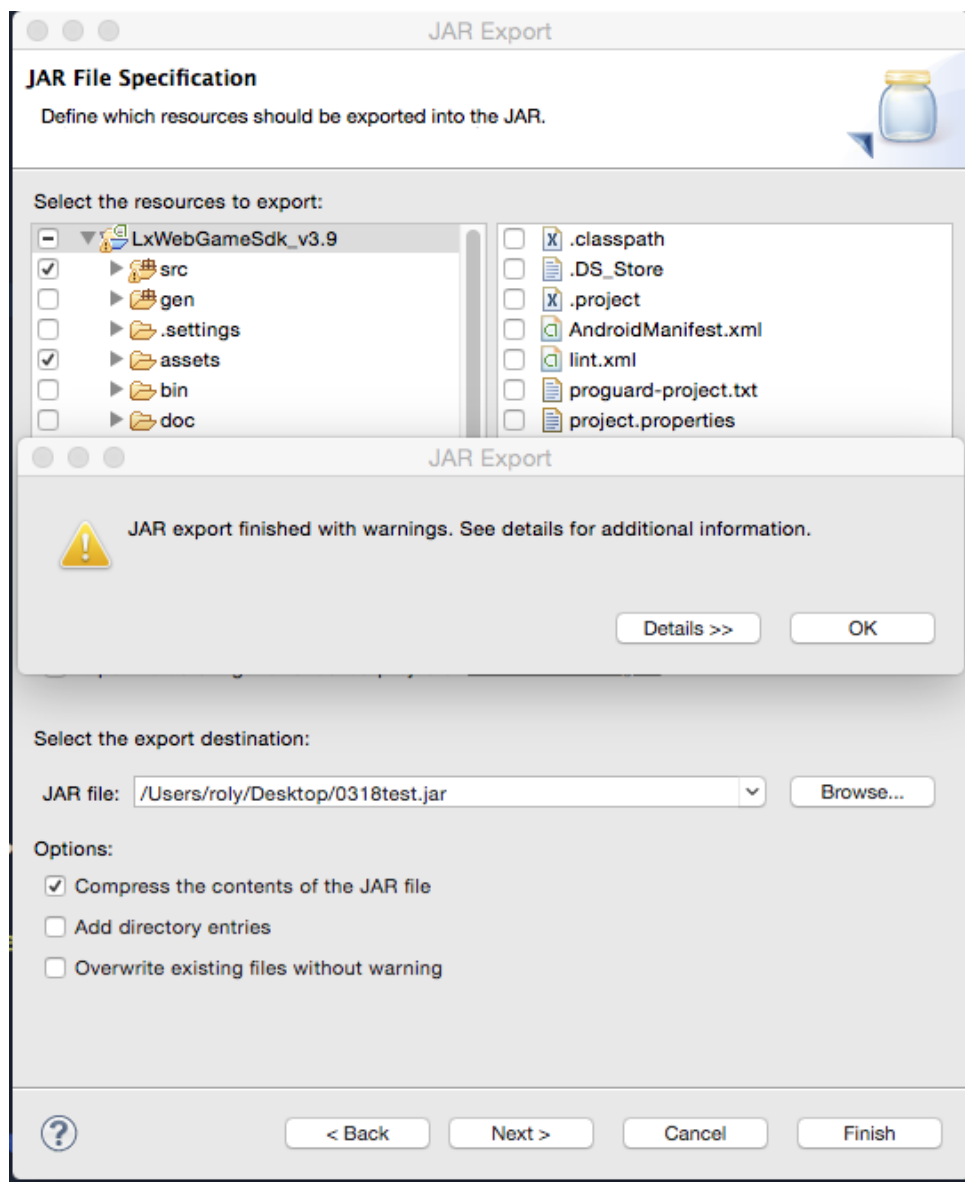 JAR Export
JAR File Specification
Define which resources should be exported into the JAR.
Select the resources to export:
LxWebGameSdk_v3.9
src
gen
.settings
assets
bin
doc
.classpath
.DS_Store
.project
AndroidManifest.xml
lint.xml
proguard-project.txt
project.properties
JAR Export
JAR export finished with warnings. See details for additional information.
Details >>
OK
Select the export destination:
JAR file: /Users/roly/Desktop/0318test.jar
Browse...
Options:
Compress the contents of the JAR file
Add directory entries
Overwrite existing files without warning
? < Back Next > Cancel Finish